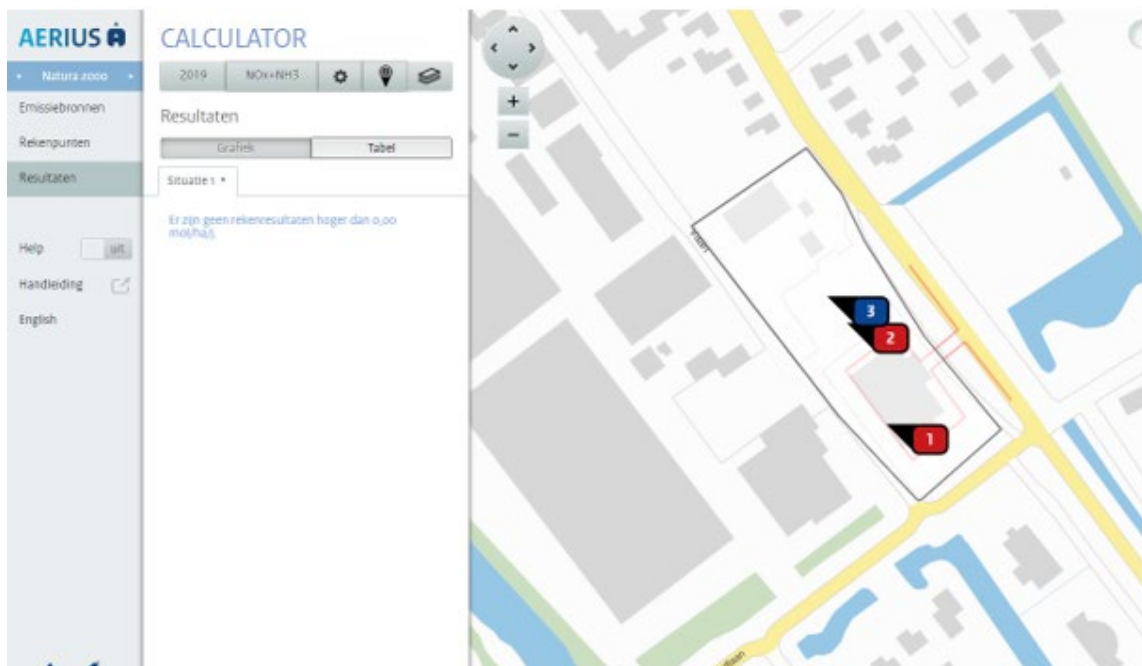 AERIUS
CALCULATOR
Natura 2000
2019
NOx+NH3
Emissiebronnen
Resultaten
Rekenpunten
Grafiek
Tabel
Resultaten
Situatie 1
Er zijn geen rekenresultaten hoger dan 0,00
mol/ha/j.
Help
uit
Handleiding
English
3
2
1